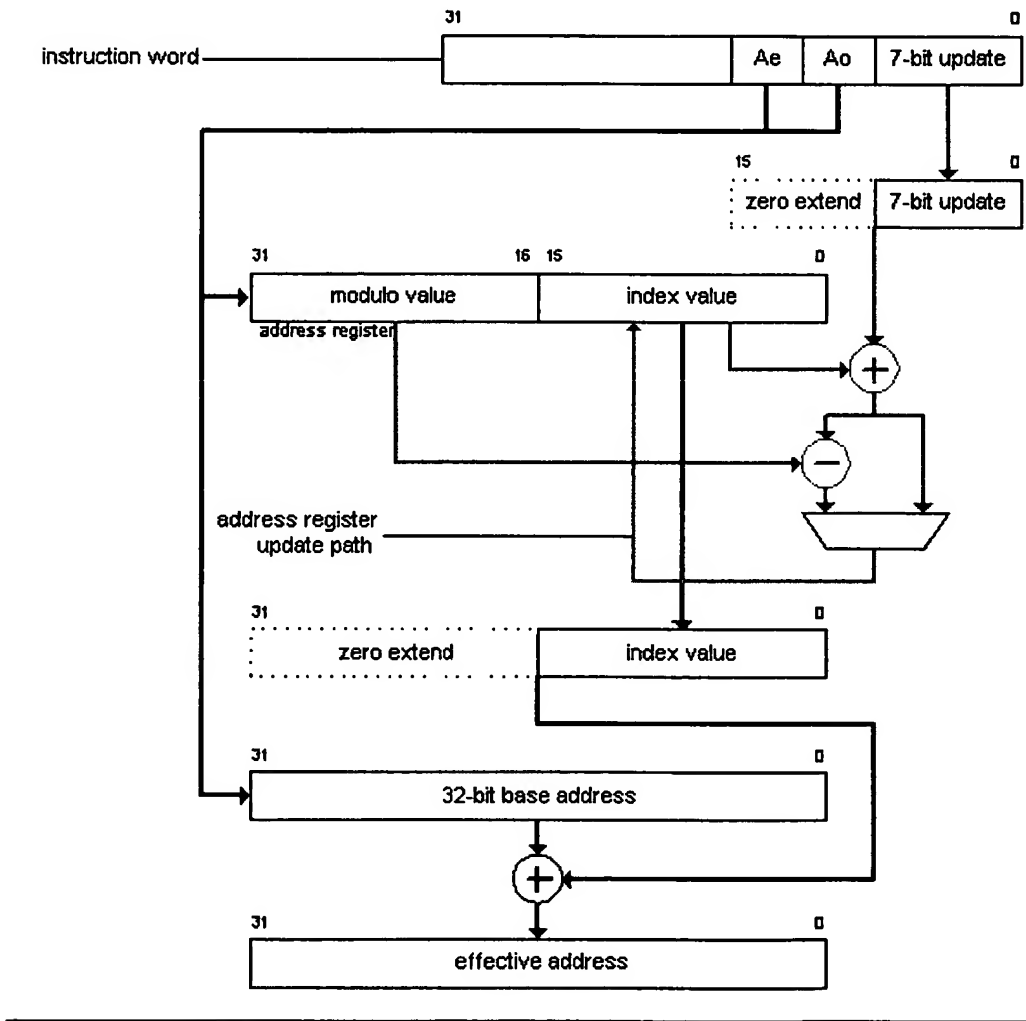 31 0
instruction word Ae Ao 7-bit update
15 0
zero extend 7-bit update
31 16 15 0
modulo value index value
address register
+
−
address register
update path
31 0
zero extend index value
31 0
32-bit base address
+
31 0
effective address